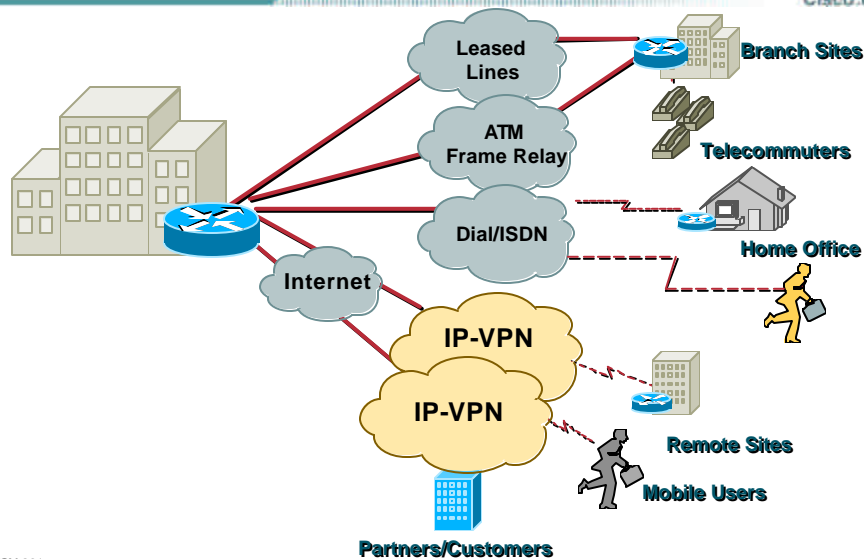 Leased
Lines
Branch Sites
ATM
Frame Relay
Telecommuters
Dial/ISDN
Home Office
Internet
IP-VPN
IP-VPN
Remote Sites
Mobile Users
Partners/Customers